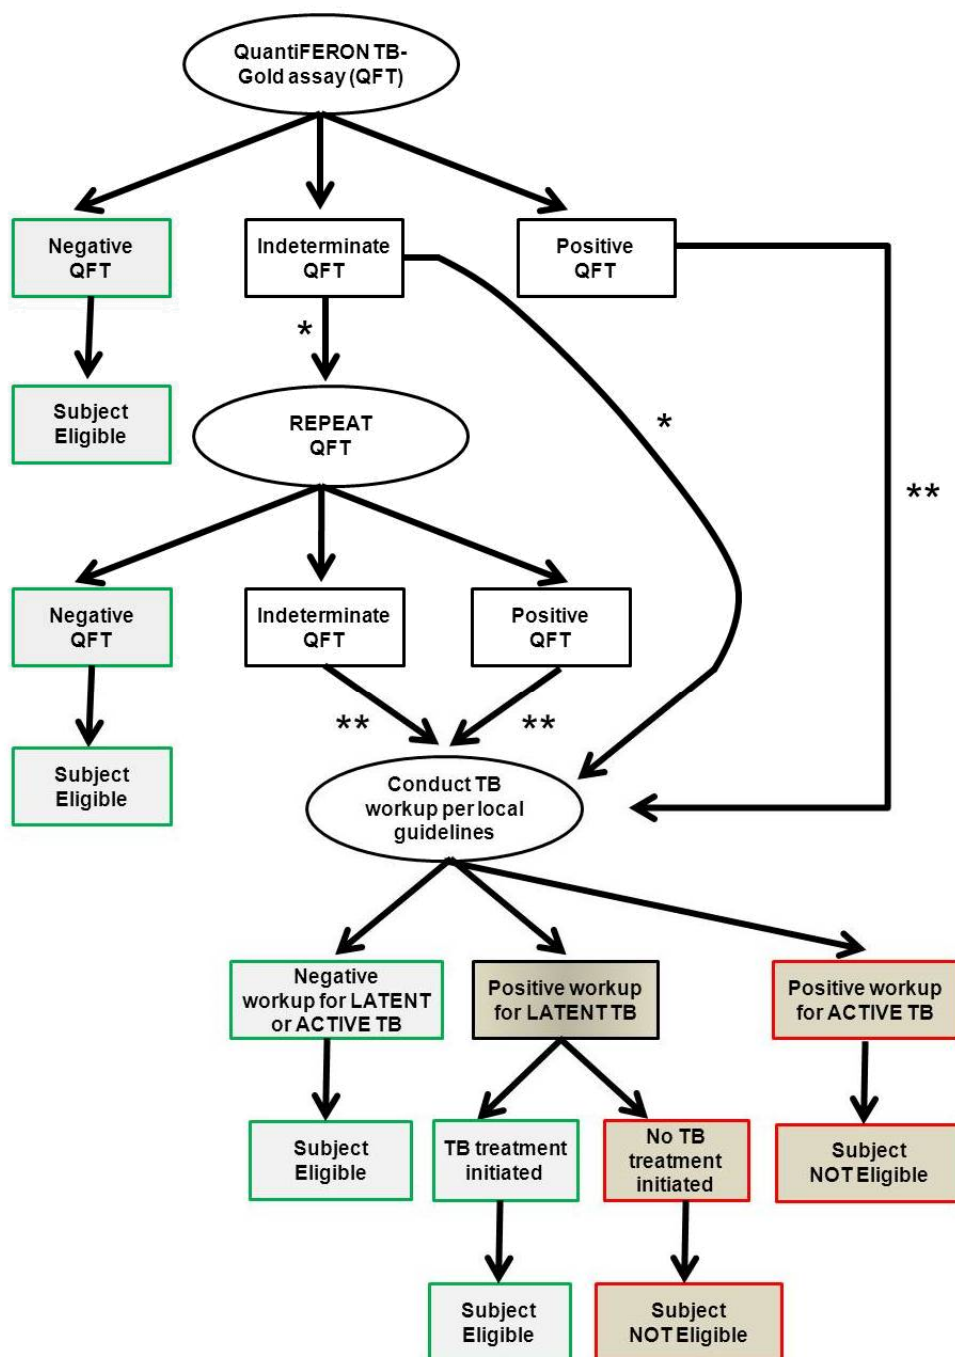 QuantiFERON TB-
Gold assay (QFT)
Negative
QFT
Indeterminate
QFT
Positive
QFT
*
Subject
Eligible
REPEAT
QFT
*
**
Negative
QFT
Indeterminate
QFT
Positive
QFT
**
**
Subject
Eligible
Conduct TB
workup per local
guidelines
Negative
workup for LATENT
or ACTIVE TB
Positive workup
for LATENT TB
Positive workup
for ACTIVE TB
Subject
Eligible
TB treatment
initiated
No TB
treatment
initiated
Subject
NOT Eligible
Subject
Eligible
Subject
NOT Eligible